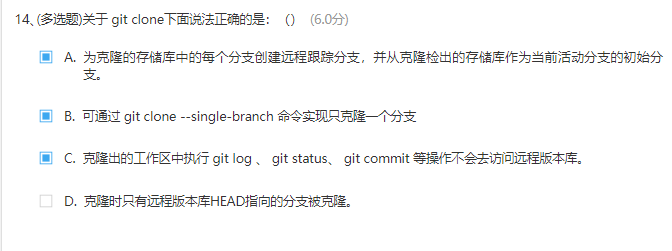 14、(多选题)关于 git clone下面说法正确的是：（） (6.0分)
A. 为克隆的存储库中的每个分支创建远程跟踪分支，并从克隆检出的存储库作为当前活动分支的初始分
支。
B. 可通过 git clone --single-branch 命令实现只克隆一个分支
C. 克隆出的工作区中执行 git log 、 git status、 git commit 等操作不会去访问远程版本库。
D. 克隆时只有远程版本库HEAD指向的分支被克隆。